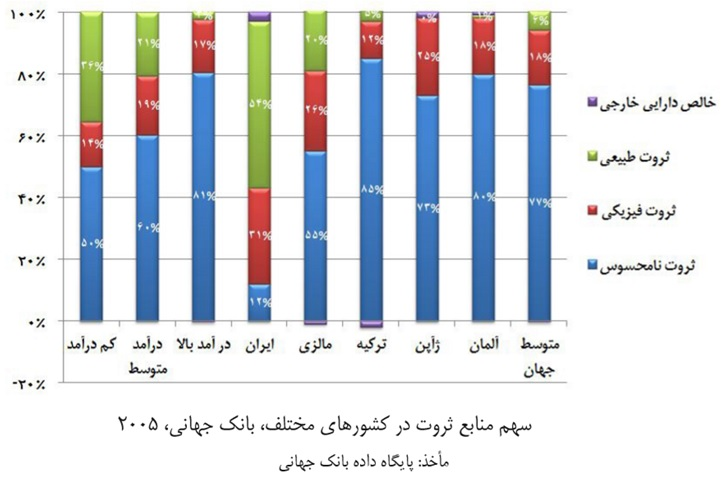 ۱۰۰%
۸۰%
۶۰%
۴۰%
۲۰%
۰%
-۲۰%
۳۶%
۱۴%
۵۰%
۲۱%
۱۹%
۶۰%
۱۷%
۸۱%
۵۴%
۳۱%
۱۲%
۲۰%
۲۶%
۵۵%
۵%
۱۲%
۸۵%
۲۵%
۷۳%
۱۸%
۸۰%
۱۸%
۷۷%
کم درآمد
درآمد
متوسط
در آمد بالا
ایران
مالزی
ترکیه
ژاپن
آلمان
متوسط
جهان
خالص دارایی خارجی
ثروت طبیعی
ثروت فیزیکی
ثروت نامحسوس
سهم منابع ثروت در کشورهای مختلف، بانک جهانی، ۲۰۰۵
مأخذ: پایگاه داده بانک جهانی